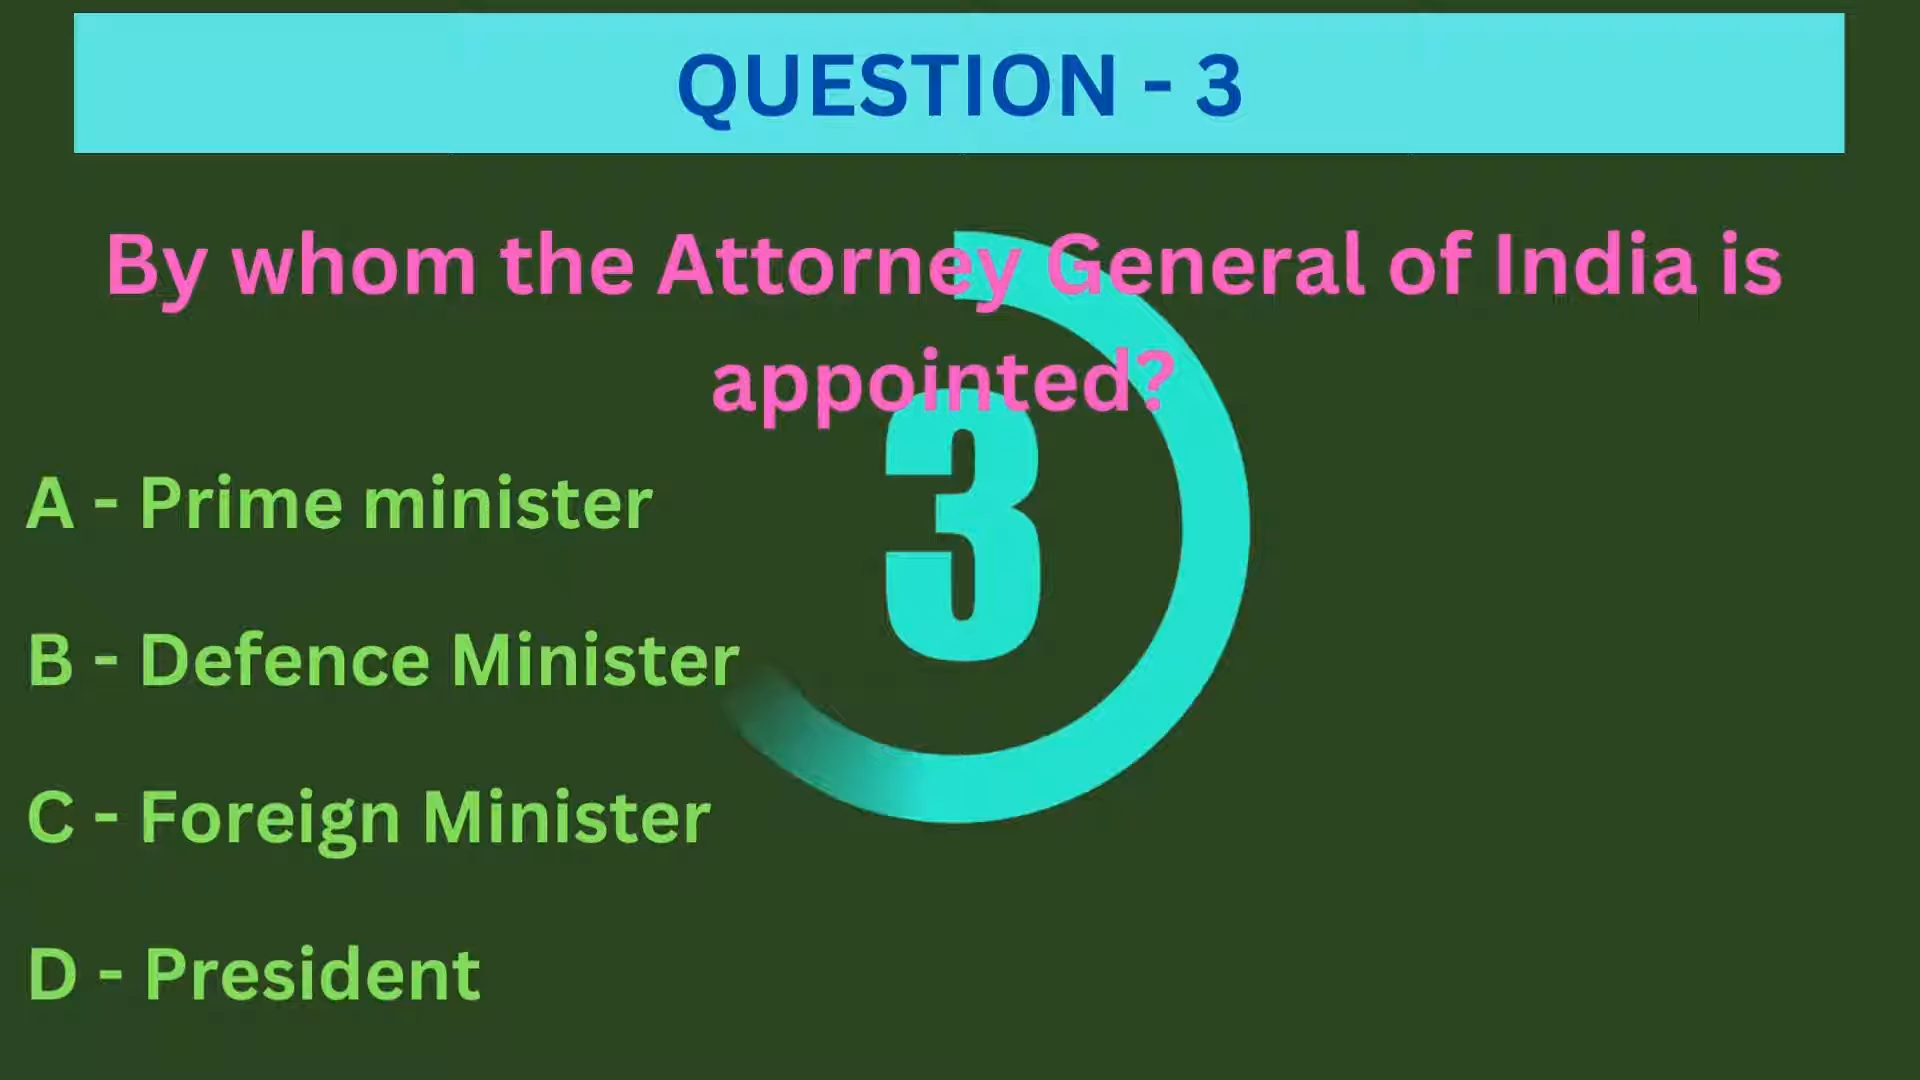 QUESTION - 3
By whom the Attorney General of India is
appointed?
3
A - Prime minister
B - Defence Minister
C - Foreign Minister
D - President